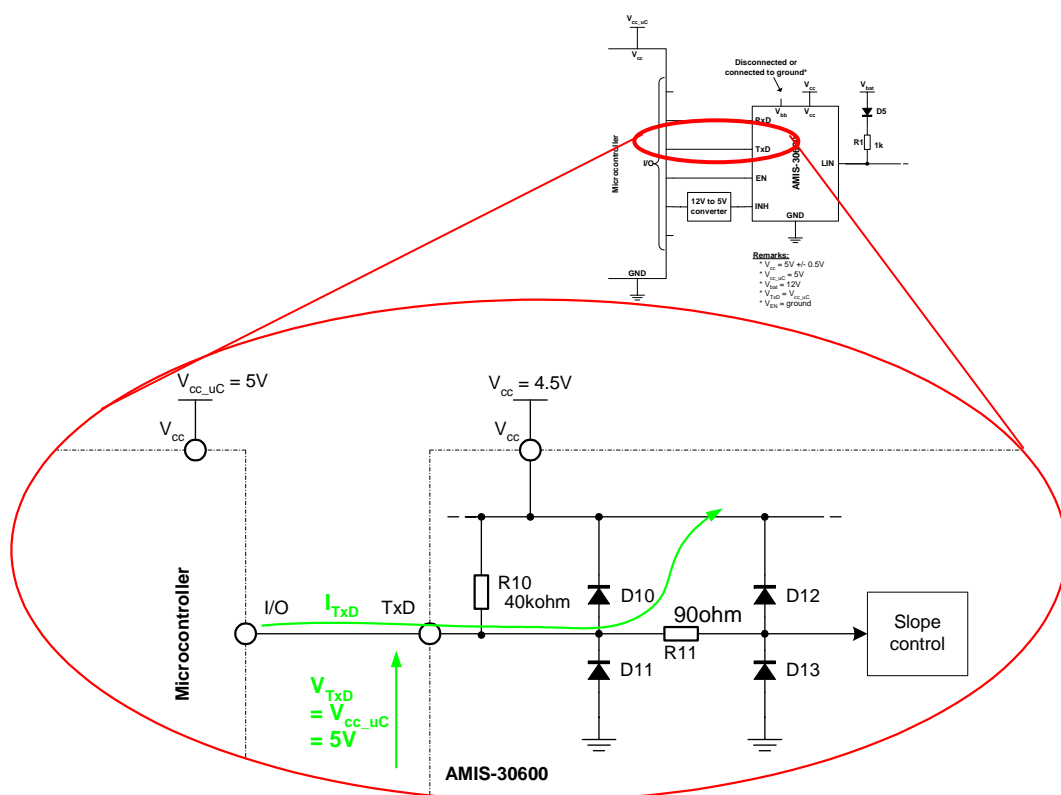 Vcc_uC
Vcc
Disconnected or
connected to ground*
Vcc
Vbat
Vbb
Vcc
D5
RxD
R1
1k
TxD
LIN
I/O
Microcontroller
AMIS-30600
EN
12V to 5V
converter
INH
GND
Remarks:
* Vcc = 5V +/- 0.5V
* Vcc_uC = 5V
* Vbat = 12V
* VTxD = Vcc_uC
* VEN = ground
GND
Vcc_uC = 5V
Vcc = 4.5V
Vcc
Vcc
R10
40kohm
D10
D12
I/O
ITxD
TxD
90ohm
R11
Slope
control
Microcontroller
D11
D13
VTxD
= Vcc_uC
= 5V
AMIS-30600